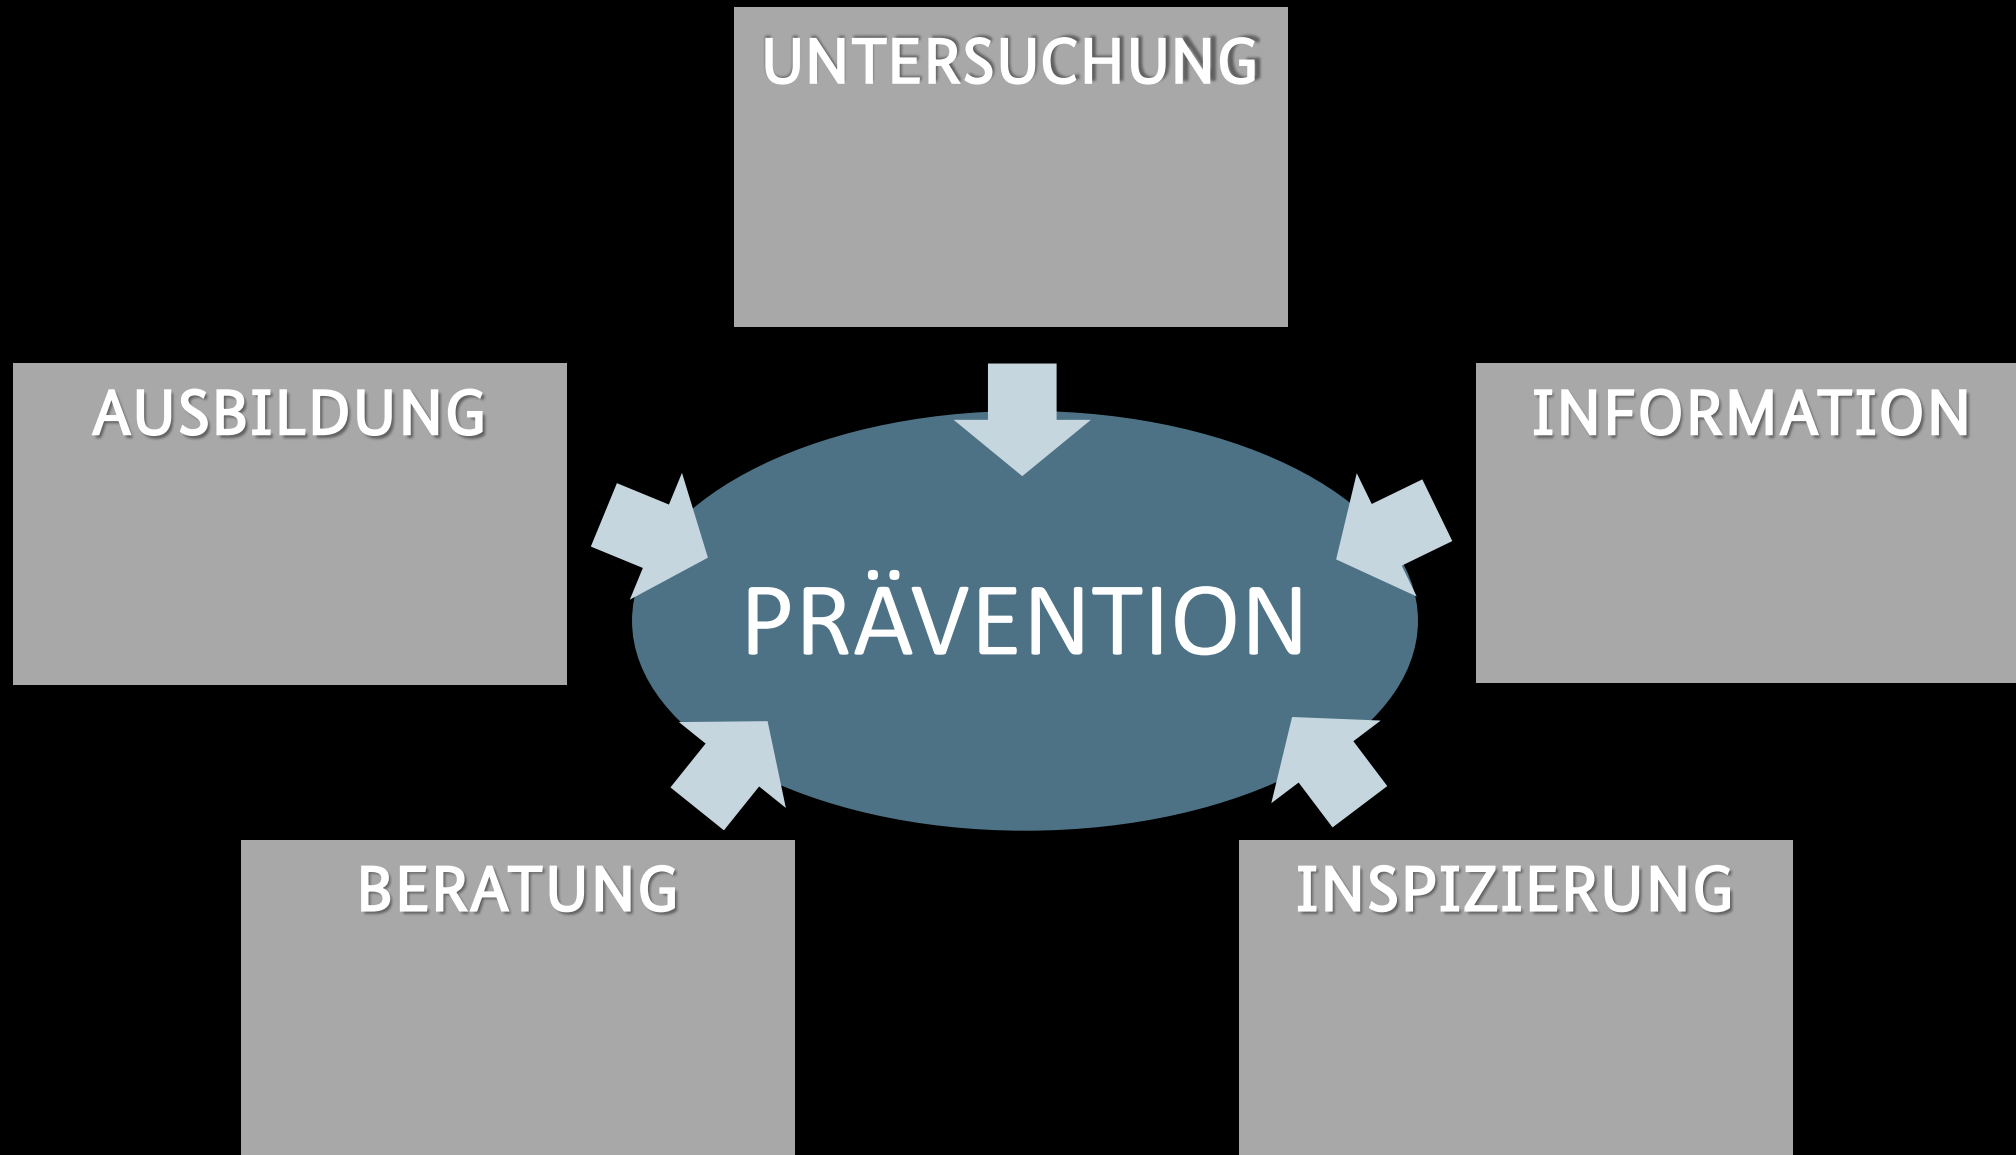 UNTERSUCHUNG
AUSBILDUNG
INFORMATION
PRÄVENTION
BERATUNG
INSPIZIERUNG